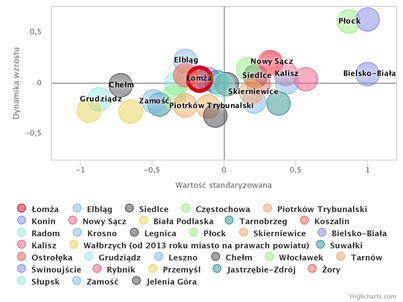 Dynamika wzrostu
0,5
0
−0,5
Płock
Elbląg
Nowy Sącz
Łomża
Siedlce
Kalisz
Bielsko-Biała
Chełm
Skierniewice
Grudziądz
Zamość
Piotrków Trybunalski
−1
−0,5
0
0,5
1
Wartość standaryzowana
Łomża Elbląg Siedlce Częstochowa Piotrków Trybunalski
Konin Nowy Sącz Biała Podlaska Tarnobrzeg Koszalin
Radom Krosno Legnica Płock Skierniewice Bielsko-Biała
Kalisz Wałbrzych (od 2013 roku miasto na prawach powiatu) Suwałki
Ostrołęka Grudziądz Leszno Chełm Włocławek Tarnów
Świnoujście Rybnik Przemyśl Jastrzębie-Zdrój Żory
Słupsk Zamość Jelenia Góra
Highcharts.com